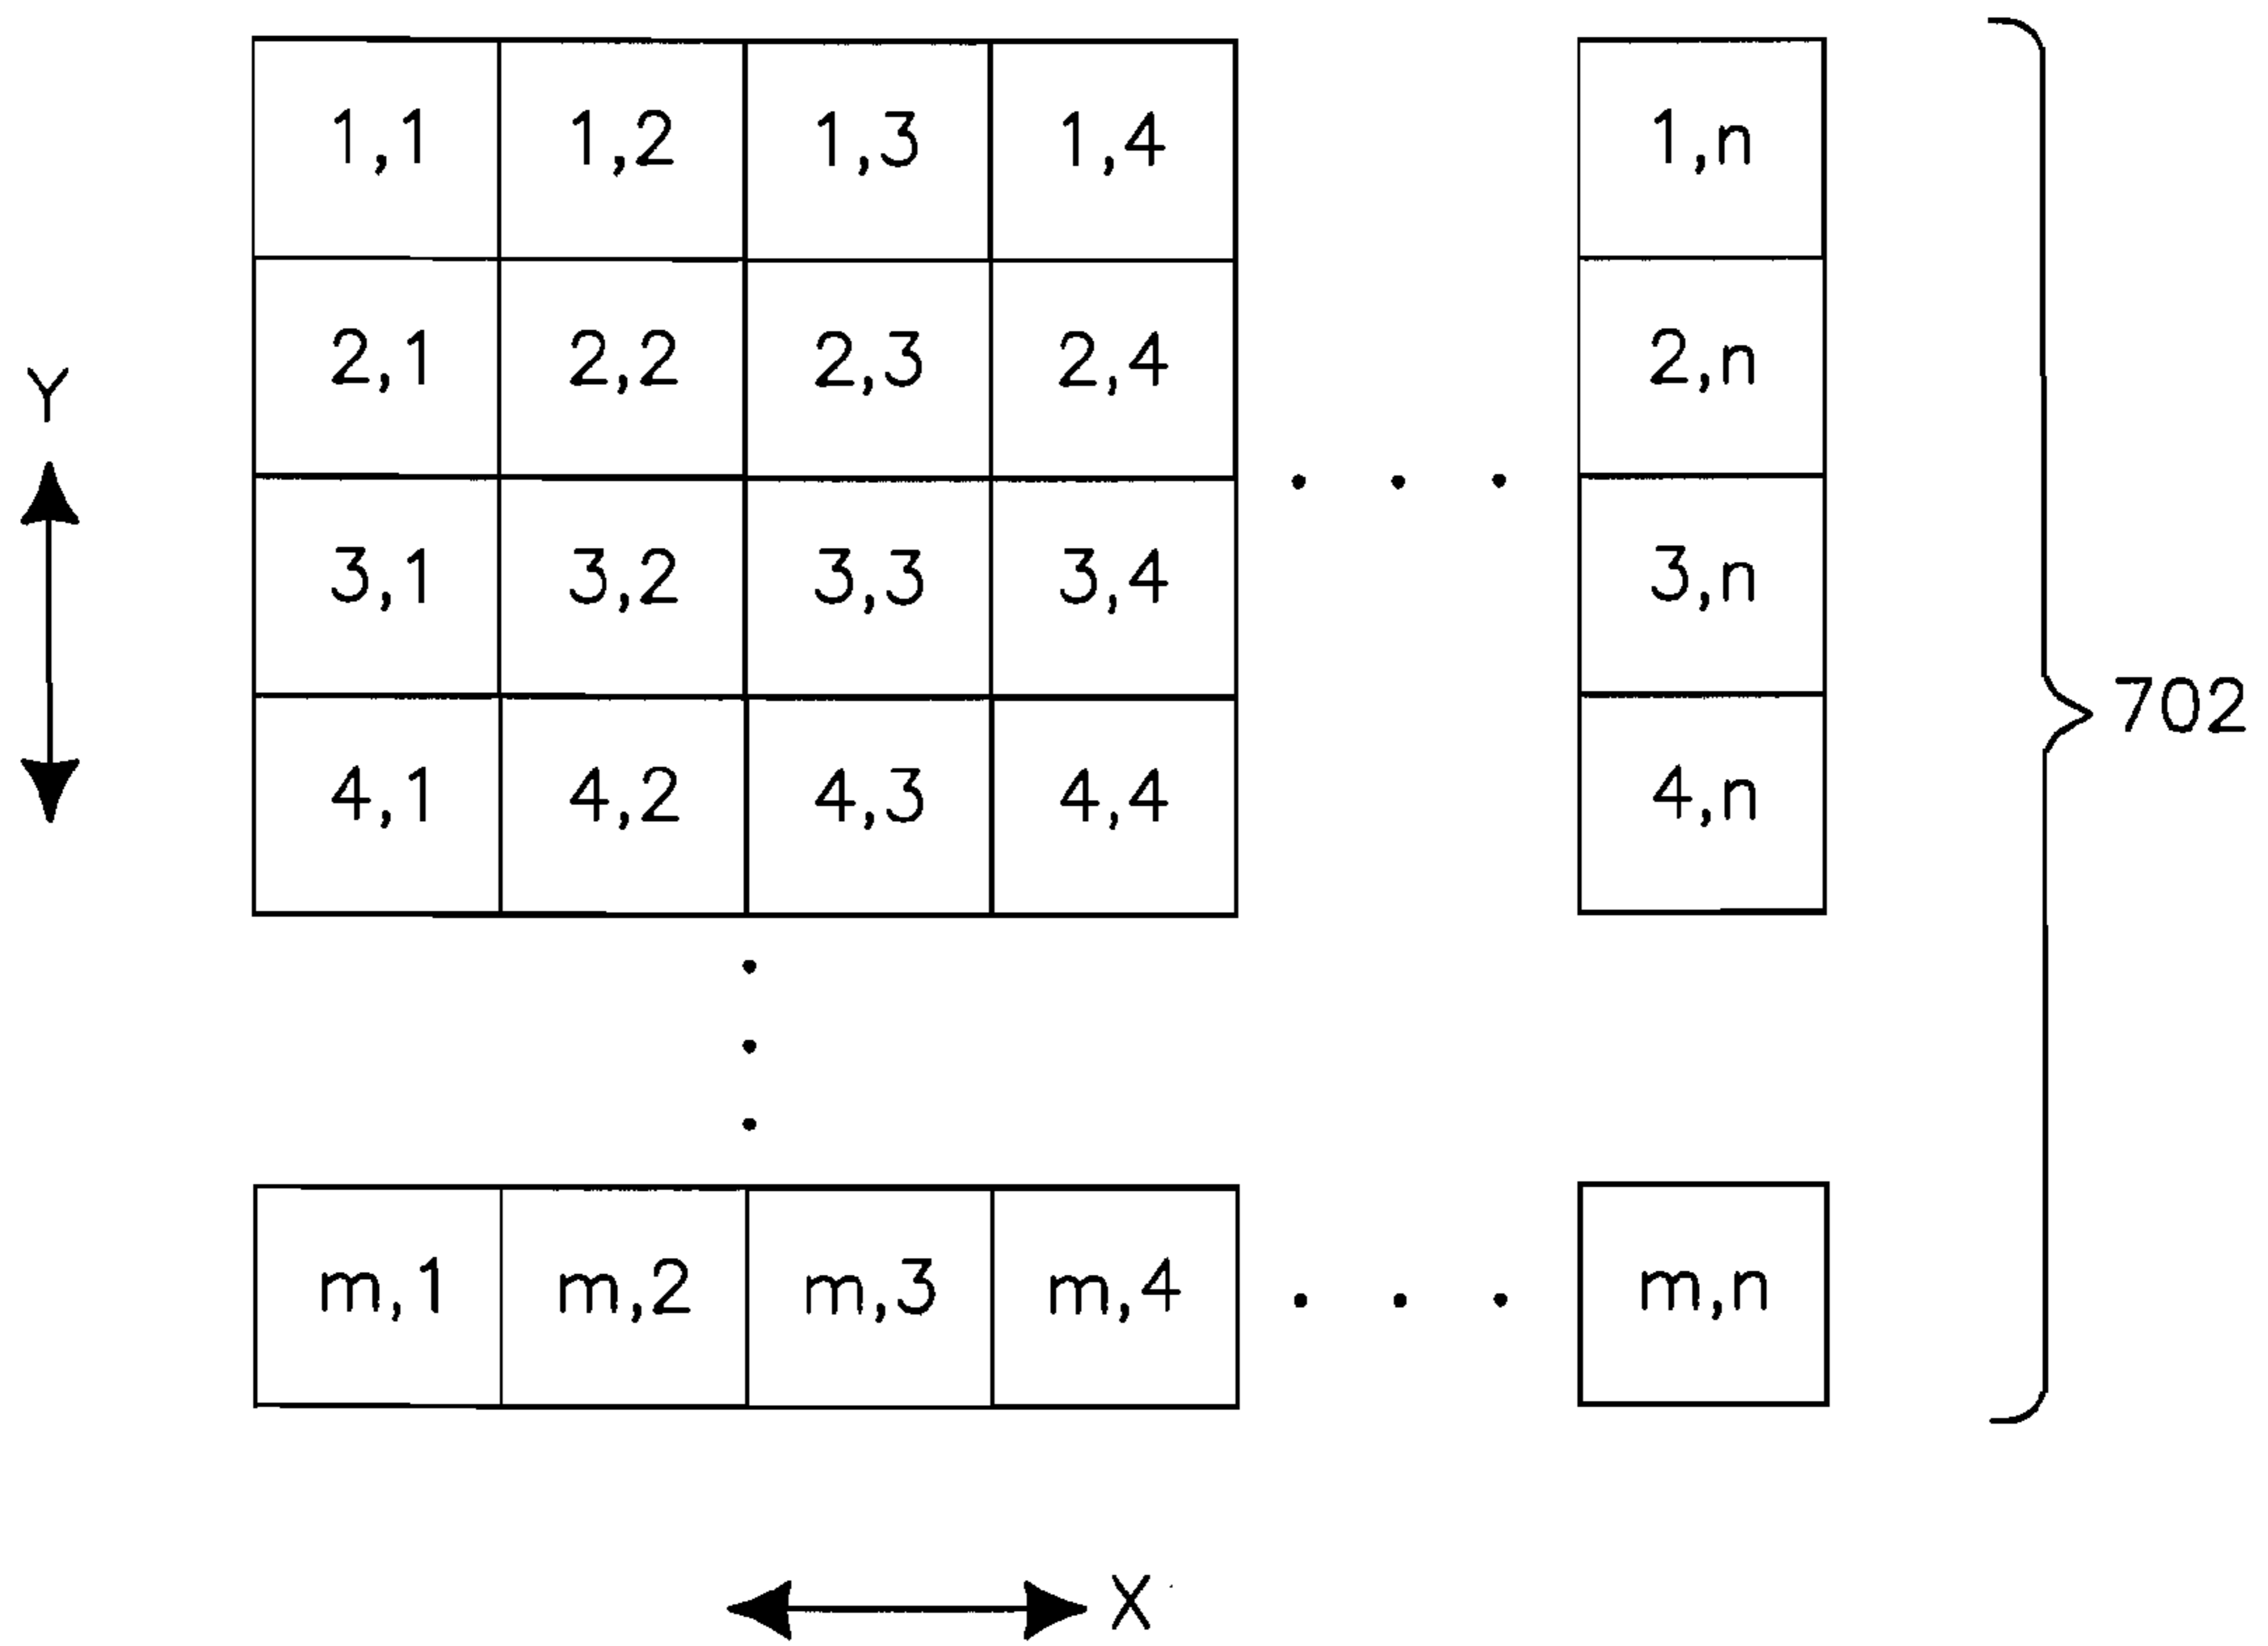 1,1 1,2 1,3 1,4 . . . 1,n
2,1 2,2 2,3 2,4 2,n
Y
3,1 3,2 3,3 3,4 3,n
702
4,1 4,2 4,3 4,4 4,n
m,1 m,2 m,3 m,4 . . . m,n
X